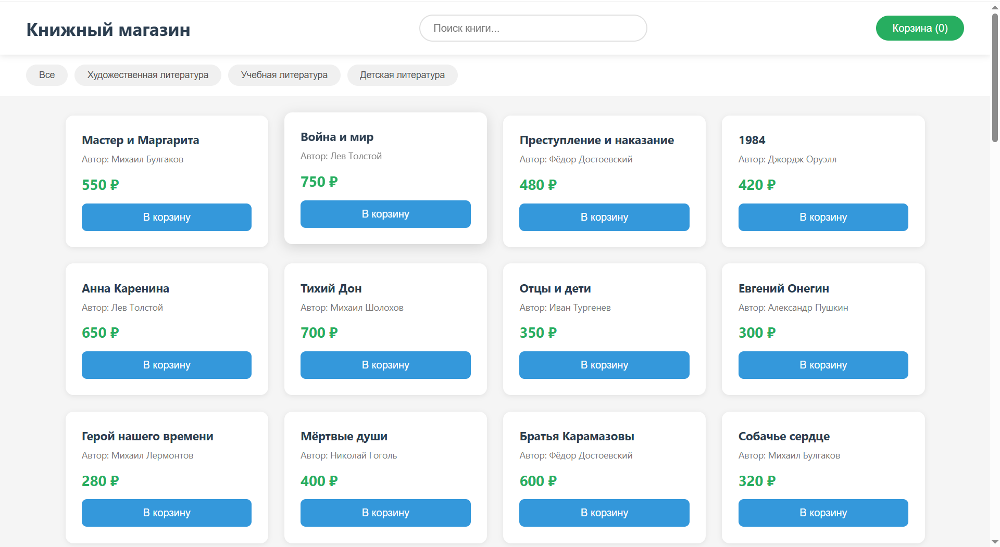 Книжный магазин
Поиск книги...
Корзина (0)
Все
Художественная литература
Учебная литература
Детская литература
Мастер и Маргарита
Автор: Михаил Булгаков
550 ₽
В корзину
Война и мир
Автор: Лев Толстой
750 ₽
В корзину
Преступление и наказание
Автор: Фёдор Достоевский
480 ₽
В корзину
1984
Автор: Джордж Оруэлл
420 ₽
В корзину
Анна Каренина
Автор: Лев Толстой
650 ₽
В корзину
Тихий Дон
Автор: Михаил Шолохов
700 ₽
В корзину
Отцы и дети
Автор: Иван Тургенев
350 ₽
В корзину
Евгений Онегин
Автор: Александр Пушкин
300 ₽
В корзину
Герой нашего времени
Автор: Михаил Лермонтов
280 ₽
В корзину
Мёртвые души
Автор: Николай Гоголь
400 ₽
В корзину
Братья Карамазовы
Автор: Фёдор Достоевский
600 ₽
В корзину
Собачье сердце
Автор: Михаил Булгаков
320 ₽
В корзину